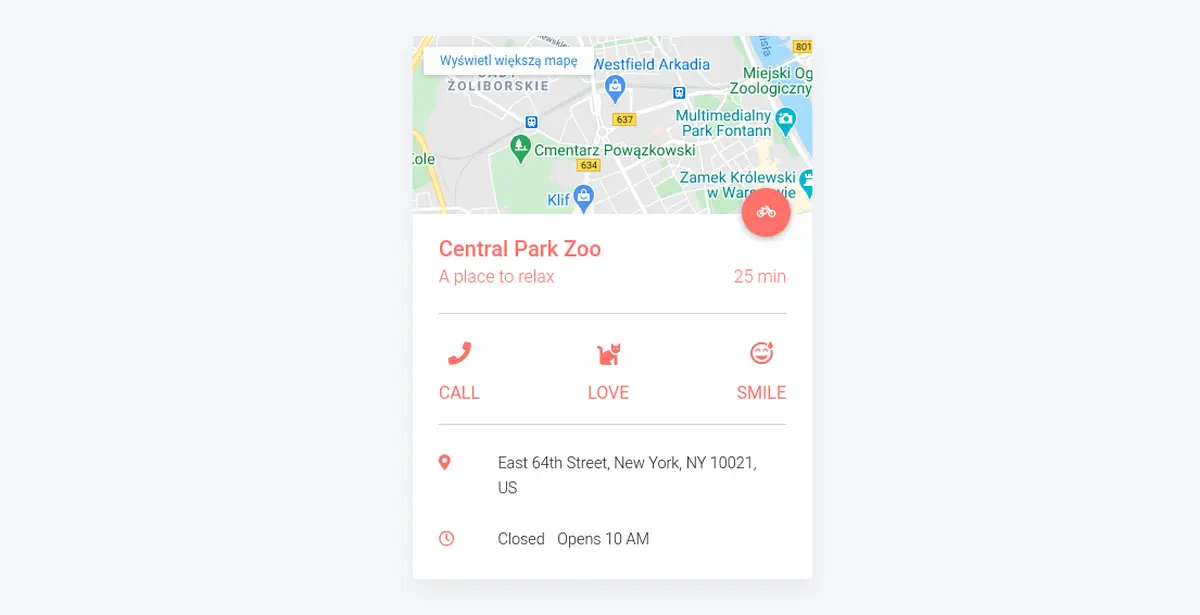 801
Wyświetl większą mapę
Westfield Arkadia
ŻOLIBORSKIE
Miejski Og
Zoologiczny
637
Multimedialny
Park Fontann
Cmentarz Powązkowski
634
Zamek Królewski
w
Klif
Central Park Zoo
A place to relax
25 min
CALL
LOVE
SMILE
East 64th Street, New York, NY 10021,
US
Closed Opens 10 AM